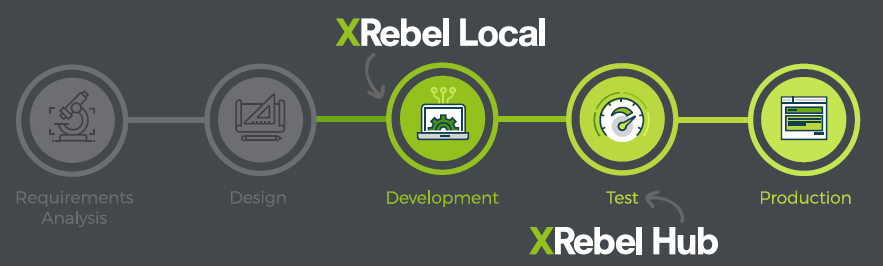 XRebel Local
Requirements
Analysis
Design
Development
Test
Production
XRebel Hub